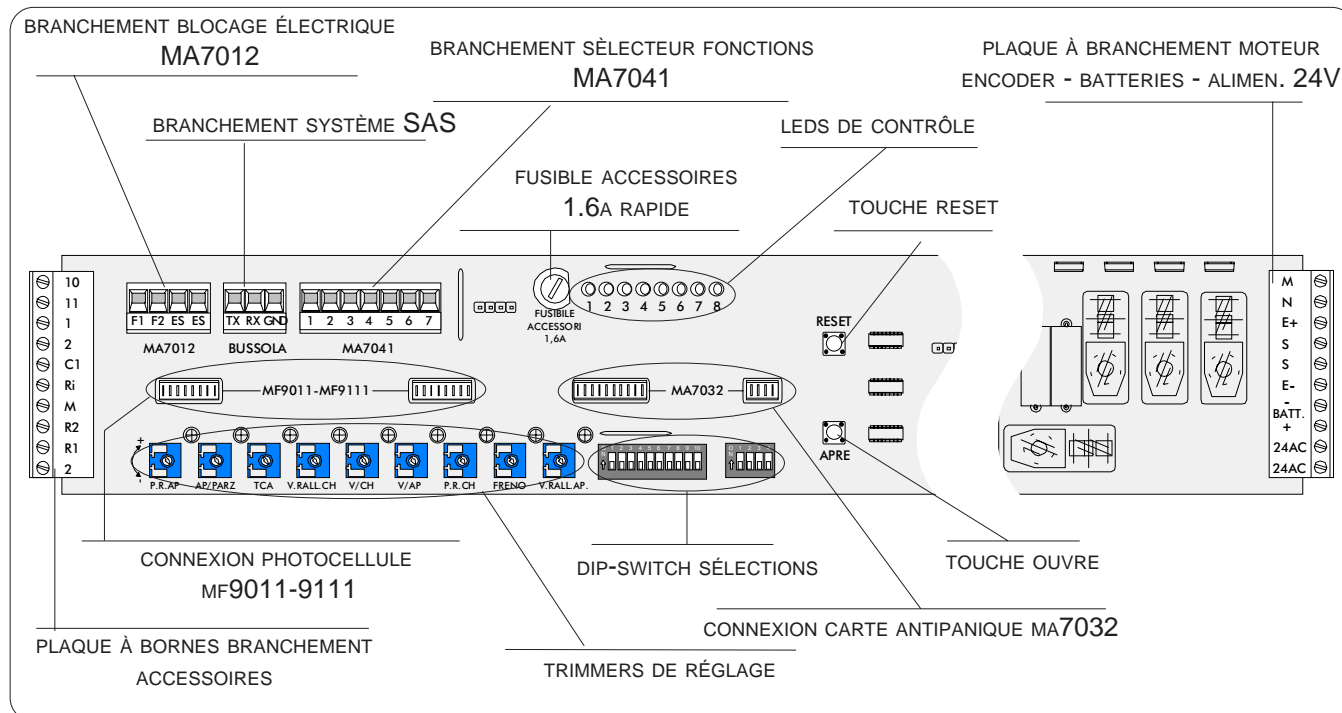 BRANCHEMENT BLOCAGE ÉLECTRIQUE
MA7012
BRANCHEMENT SÈLECTEUR FONCTIONS
MA7041
PLAQUE À BRANCHEMENT MOTEUR
ENCODER - BATTERIES - ALIMEN. 24V
BRANCHEMENT SYSTÈME SAS
LEDS DE CONTRÔLE
FUSIBLE ACCESSOIRES
1.6A RAPIDE
TOUCHE RESET
10
11
1
2
C1
Ri
M
R2
R1
2
F1 F2 ES ES
MA7012
TX RX GND
BUSSOLA
1 2 3 4 5 6 7
MA7041
FUSIBILE
ACCESSORI
1,6A
1 2 3 4 5 6 7 8
RESET
APRE
M
N
E+
S
S
E-
-
BATT.
+
24AC
24AC
MF9011-MF9111
MA7032
+
-
P.R.AP AP/PARZ TCA V.RALL.CH V/CH V/AP P.R.CH FRENO V.RALL.AP.
CONNEXION PHOTOCELLULE
MF9011-9111
DIP-SWITCH SÉLECTIONS
TOUCHE OUVRE
CONNEXION CARTE ANTIPANIQUE MA7032
PLAQUE À BORNES BRANCHEMENT
ACCESSOIRES
TRIMMERS DE RÉGLAGE